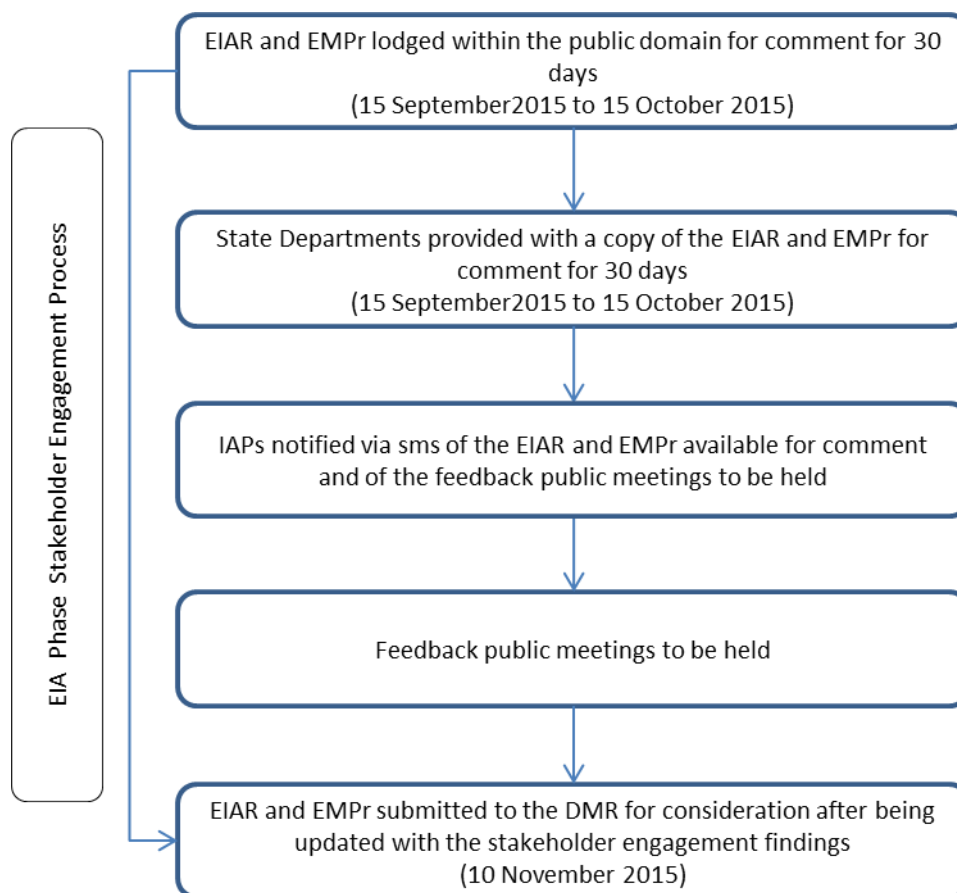 EIA Phase Stakeholder Engagement Process
EIAR and EMPr lodged within the public domain for comment for 30
days
(15 September2015 to 15 October 2015)
State Departments provided with a copy of the EIAR and EMPr for
comment for 30 days
(15 September2015 to 15 October 2015)
IAPs notified via sms of the EIAR and EMPr available for comment
and of the feedback public meetings to be held
Feedback public meetings to be held
EIAR and EMPr submitted to the DMR for consideration after being
updated with the stakeholder engagement findings
(10 November 2015)